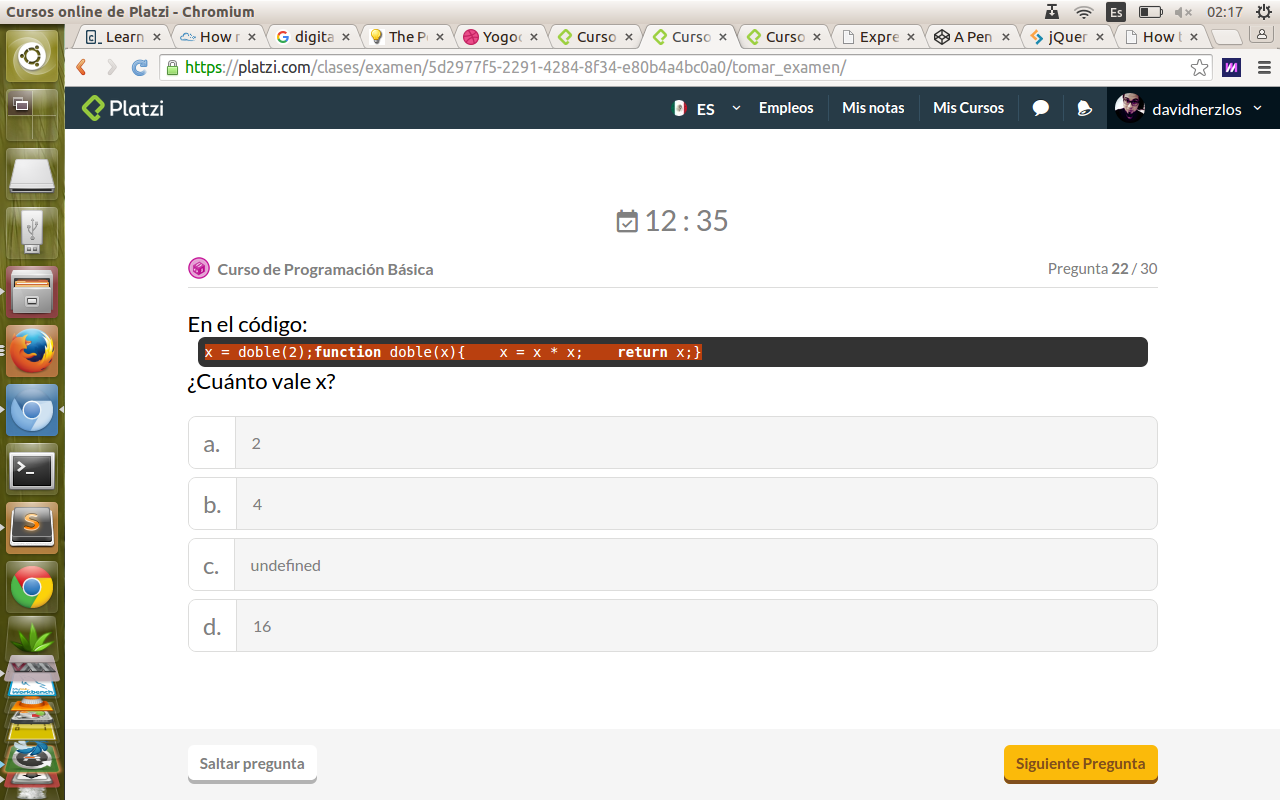 Cursos online de Platzi - Chromium
Es
02:17
Learn
How r
digita
The P
Yogo
Curso
Curso
Curso
Expre
A Pen
jQuer
How t
https://platzi.com/clases/examen/5d2977f5-2291-4284-8f34-e80b4a4bc0a0/tomar_examen/
Platzi
ES
Empleos
Mis notas
Mis Cursos
davidherzlos
12 : 35
Curso de Programación Básica
Pregunta 22 / 30
En el código:
x = doble(2);function doble(x){    x = x * x;    return x;}
¿Cuánto vale x?
a.  2
b.  4
c.  undefined
d.  16
Workbench
Saltar pregunta
Siguiente Pregunta